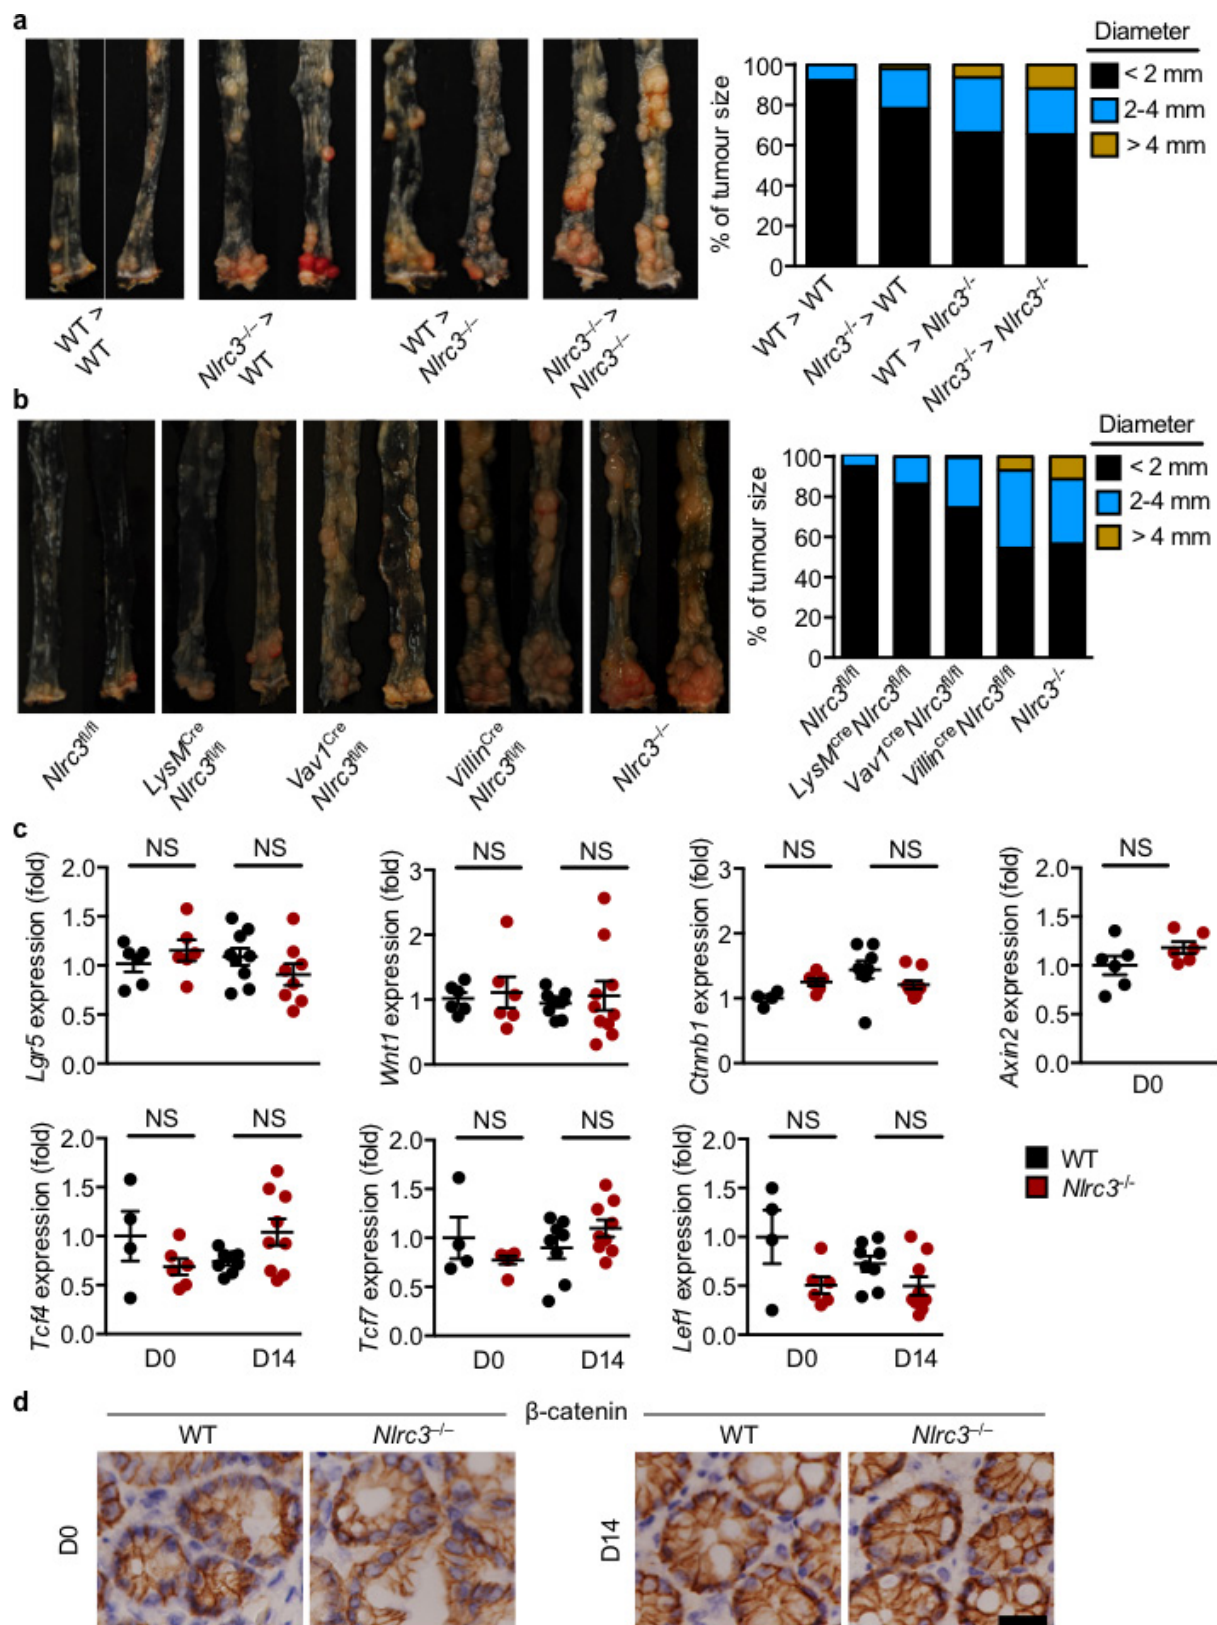 a
Diameter
< 2 mm
2-4 mm
> 4 mm
% of tumour size
100
80
60
40
20
0
WT >
WT
Nlrc3–/– >
WT
WT >
Nlrc3–/–
Nlrc3–/– >
Nlrc3–/–
WT > WT
Nlrc3-/- > WT
WT > Nlrc3-/-
Nlrc3-/- > Nlrc3-/-
b
Diameter
< 2 mm
2-4 mm
> 4 mm
% of tumour size
100
80
60
40
20
0
Nlrc3fl/fl
LysMCre
Nlrc3fl/fl
Vav1Cre
Nlrc3fl/fl
VillinCre
Nlrc3fl/fl
Nlrc3–/–
Nlrc3fl/fl
LysMcre Nlrc3fl/fl
Vav1cre Nlrc3fl/fl
Villincre Nlrc3fl/fl
Nlrc3-/-
c
Lgr5 expression (fold)
2.0
1.5
1.0
0.5
0.0
NS
NS
Wnt1 expression (fold)
3
2
1
0
NS
NS
Ctnnb1 expression (fold)
3
2
1
0
NS
NS
Axin2 expression (fold)
2.0
1.5
1.0
0.5
0.0
NS
D0
Tcf4 expression (fold)
2.0
1.5
1.0
0.5
0.0
NS
NS
D0
D14
Tcf7 expression (fold)
2.0
1.5
1.0
0.5
0.0
NS
NS
D0
D14
Lef1 expression (fold)
2.0
1.5
1.0
0.5
0.0
NS
NS
D0
D14
WT
Nlrc3-/-
d
β-catenin
WT
Nlrc3–/–
WT
Nlrc3–/–
D0
D14